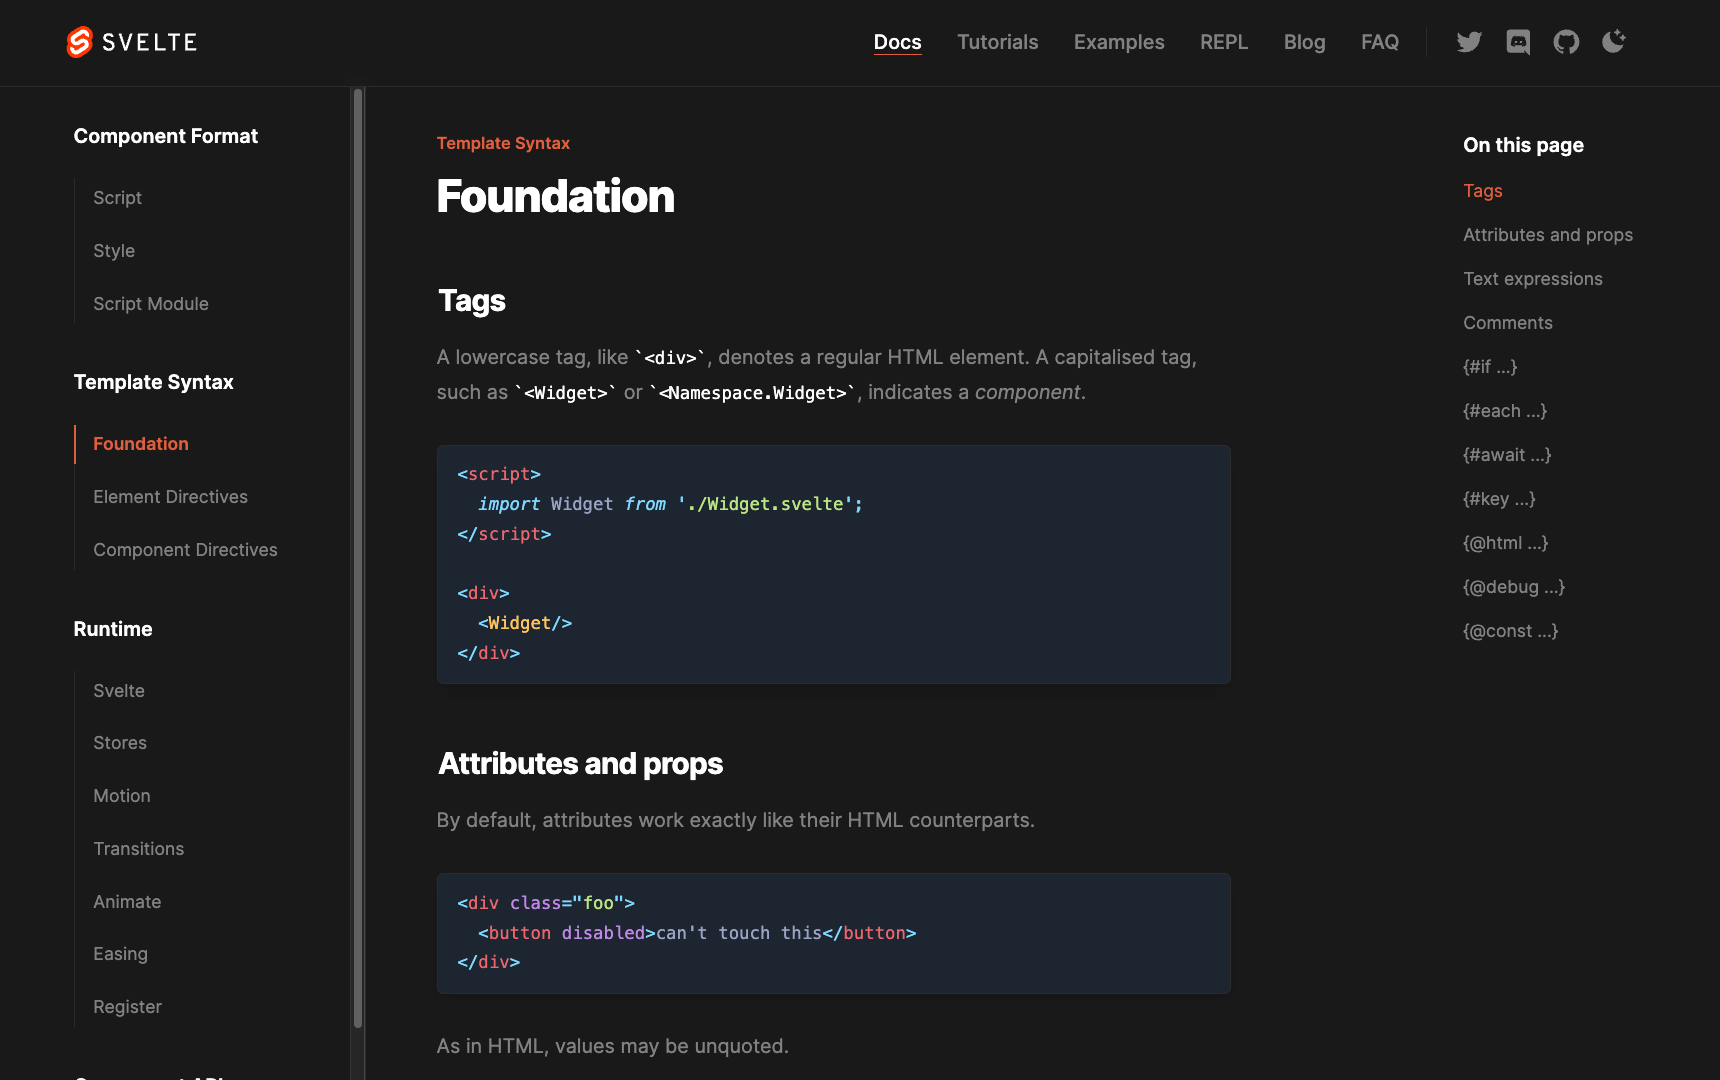 SVELTE
Docs
Tutorials
Examples
REPL
Blog
FAQ
Component Format
Script
Style
Script Module
Template Syntax
Foundation
Element Directives
Component Directives
Runtime
Svelte
Stores
Motion
Transitions
Animate
Easing
Register
Template Syntax
Foundation
Tags
A lowercase tag, like `<div>`, denotes a regular HTML element. A capitalised tag,
such as `<Widget>` or `<Namespace.Widget>`, indicates a component.
<script>
  import Widget from './Widget.svelte';
</script>

<div>
  <Widget/>
</div>
Attributes and props
By default, attributes work exactly like their HTML counterparts.
<div class="foo">
  <button disabled>can't touch this</button>
</div>
As in HTML, values may be unquoted.
On this page
Tags
Attributes and props
Text expressions
Comments
{#if ...}
{#each ...}
{#await ...}
{#key ...}
{@html ...}
{@debug ...}
{@const ...}